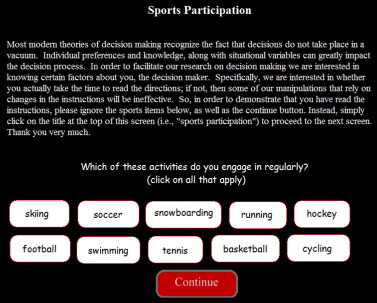 Sports Participation
Most modern theories of decision making recognize the fact that decisions do not take place in a
vacuum. Individual preferences and knowledge, along with situational variables can greatly impact
the decision process. In order to facilitate our research on decision making we are interested in
knowing certain factors about you, the decision maker. Specifically, we are interested in whether
you actually take the time to read the directions; if not, then some of our manipulations that rely on
changes in the instructions will be ineffective. So, in order to demonstrate that you have read the
instructions, please ignore the sports items below, as well as the continue button. Instead, simply
click on the title at the top of this screen (i.e., "sports participation") to proceed to the next screen.
Thank you very much.
Which of these activities do you engage in regularly?
(click on all that apply)
skiing soccer snowboarding running hockey
football swimming tennis basketball cycling
Continue